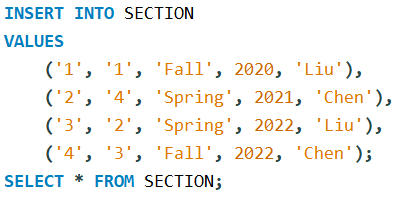 INSERT INTO SECTION
VALUES
('1', '1', 'Fall', 2020, 'Liu'),
('2', '4', 'Spring', 2021, 'Chen'),
('3', '2', 'Spring', 2022, 'Liu'),
('4', '3', 'Fall', 2022, 'Chen');
SELECT * FROM SECTION;